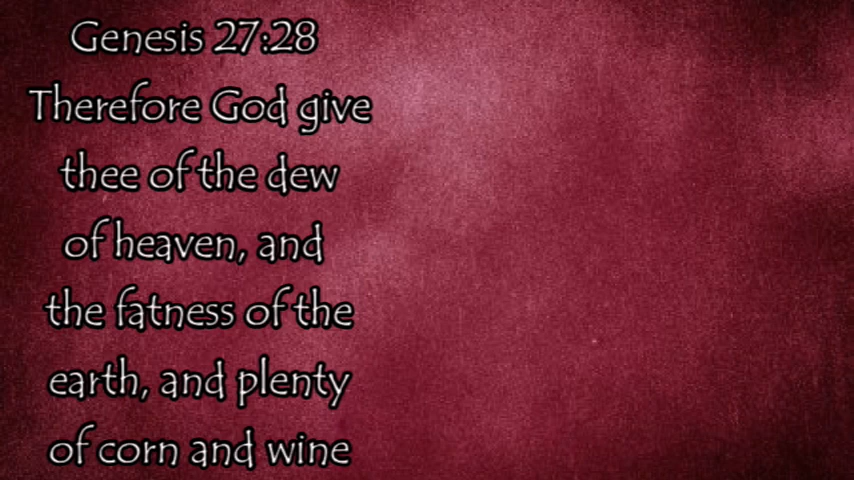 Genesis 27:28
Therefore God give
thee of the dew
of heaven, and
the fatness of the
earth, and plenty
of corn and wine